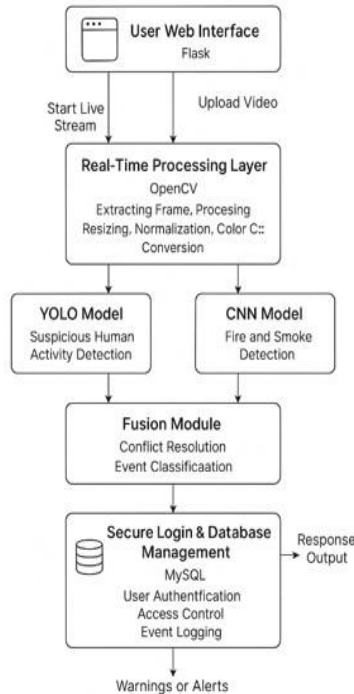 User Web Interface
Flask
Start Live
Stream
Upload Video
Real-Time Processing Layer
OpenCV
Extracting Frame, Procesing
Resizing, Normalization, Color C::
Conversion
YOLO Model
Suspicious Human
Activity Detection
CNN Model
Fire and Smoke
Detection
Fusion Module
Conflict Resolution
Event Classificaation
Secure Login & Database
Management
MySQL
User Authentfication
Access Control
Event Logging
Response
Output
Warnings or Alerts